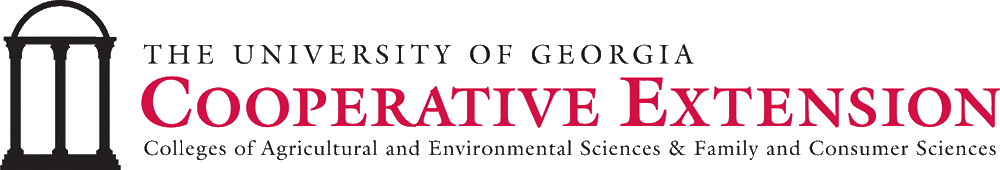 THE UNIVERSITY OF GEORGIA
COOPERATIVE EXTENSION
Colleges of Agricultural and Environmental Sciences & Family and Consumer Sciences